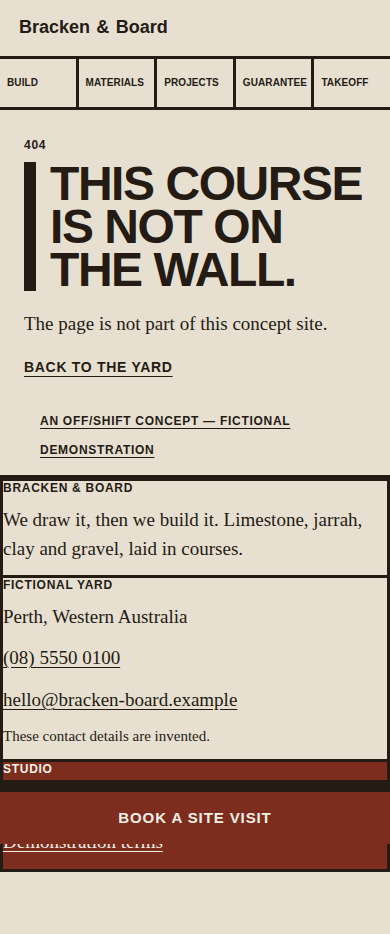 Bracken & Board
BUILD MATERIALS PROJECTS GUARANTEE TAKEOFF
404
THIS COURSE
IS NOT ON
THE WALL.
The page is not part of this concept site.
BACK TO THE YARD
AN OFF/SHIFT CONCEPT — FICTIONAL
DEMONSTRATION
BRACKEN & BOARD
We draw it, then we build it. Limestone, jarrah,
clay and gravel, laid in courses.
FICTIONAL YARD
Perth, Western Australia
(08) 5550 0100
hello@bracken-board.example
These contact details are invented.
STUDIO
BOOK A SITE VISIT
Demonstration terms